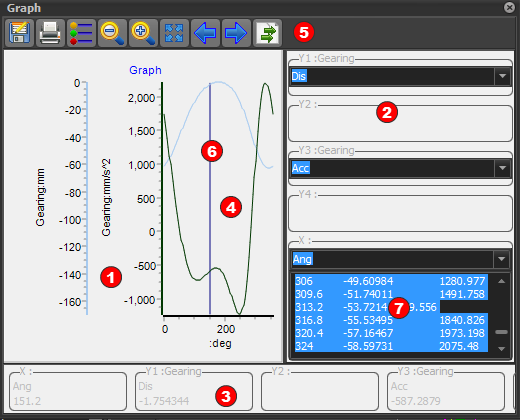 Graph
5
Graph
0
-20
-40
-60
-80
-100
-120
-140
-160
Gearing:mm
2,000
1,500
1,000
500
0
-500
-1,000
Gearing:mm/s^2
0
200
:deg
1
4
6
Y1 :Gearing
Dis
Y2 :
2
Y3 :Gearing
Acc
Y4 :
X :
Ang
306 -49.60984 1280.977
309.6 -51.74011 1491.758
313.2 -53.7214 9.556
316.8 -55.53495 1840.826
320.4 -57.16467 1973.198
324 -58.59731 2075.48
7
X :
Ang
151.2
Y1 :Gearing
Dis
-1.754344
3
Y2 :
Y3 :Gearing
Acc
-587.2879